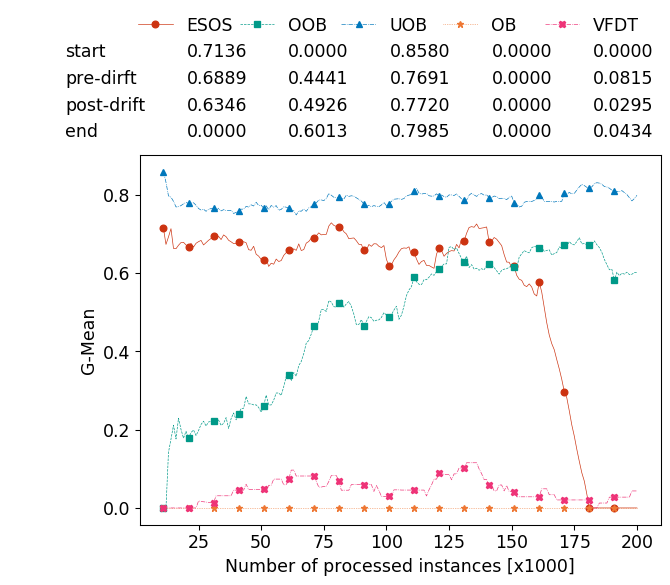 ESOS OOB UOB OB VFDT
start 0.7136 0.0000 0.8580 0.0000 0.0000
pre-dirft 0.6889 0.4441 0.7691 0.0000 0.0815
post-drift 0.6346 0.4926 0.7720 0.0000 0.0295
end 0.0000 0.6013 0.7985 0.0000 0.0434
0.8
0.6
0.4
0.2
0.0
G-Mean
25 50 75 100 125 150 175 200
Number of processed instances [x1000]